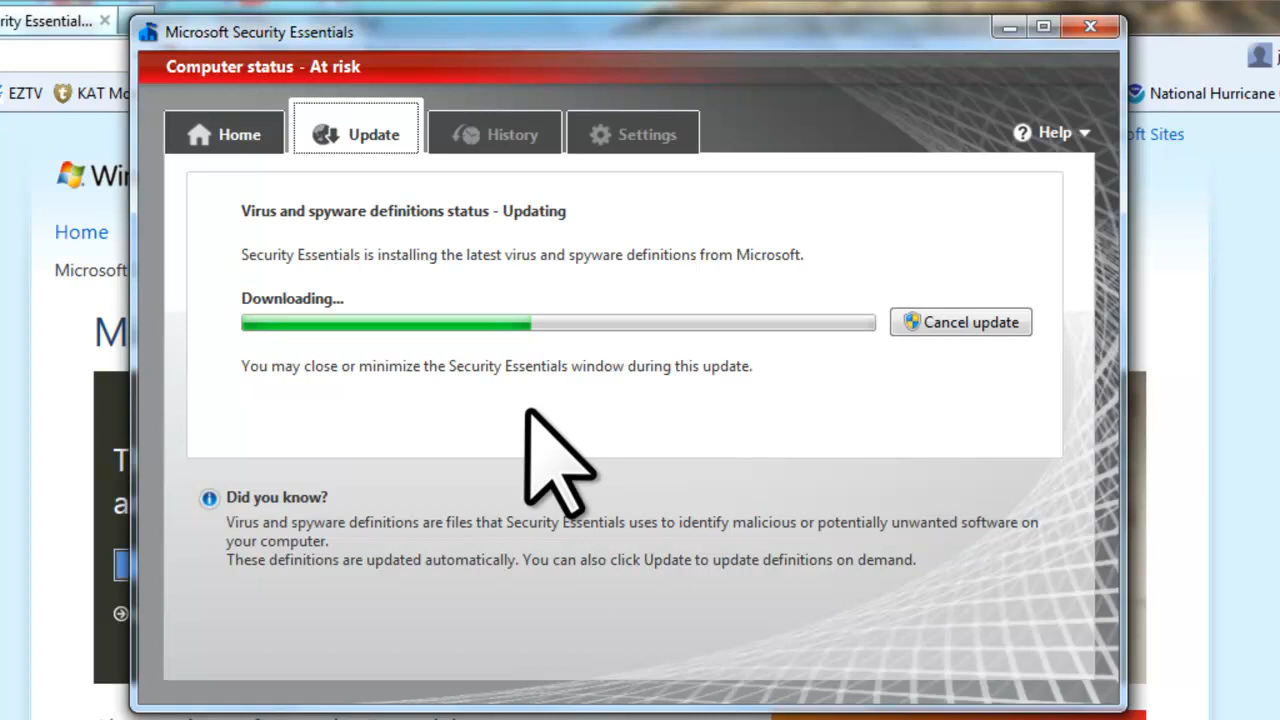 rity Essential...
Microsoft Security Essentials
Computer status - At risk
EZTV
KAT Mo
National Hurricane
Home
Update
History
Settings
Help
oft Sites
Win
Virus and spyware definitions status - Updating
Home
Security Essentials is installing the latest virus and spyware definitions from Microsoft.
Microsoft
Downloading...
Cancel update
M
You may close or minimize the Security Essentials window during this update.
T
a
Did you know?
Virus and spyware definitions are files that Security Essentials uses to identify malicious or potentially unwanted software on
your computer.
These definitions are updated automatically. You can also click Update to update definitions on demand.